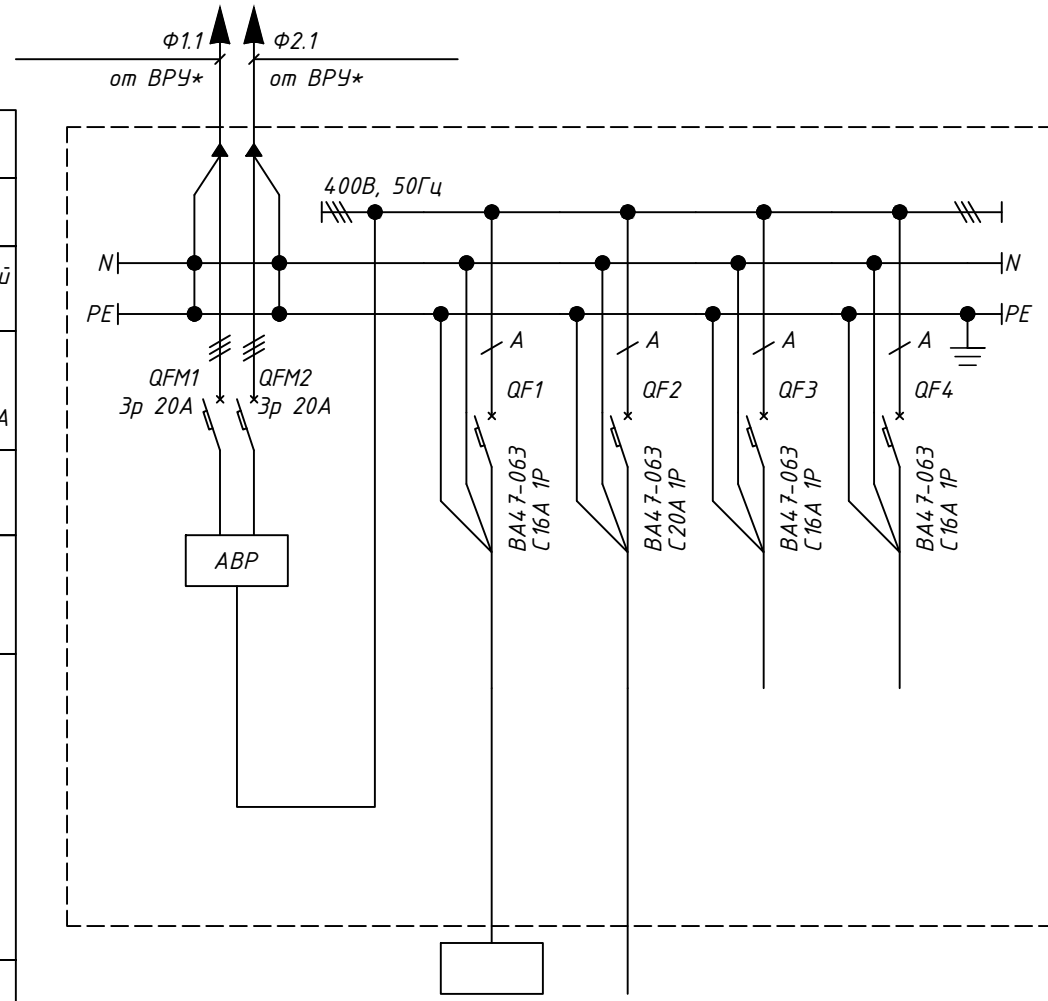 Ф1.1
Ф2.1
от ВРУ*
от ВРУ*
400В, 50Гц
й
N
N
PE
PE
А
А
А
А
QFM1
3р 20А
QFM2
3р 20А
QF1
QF2
QF3
QF4
А
ВА47-063
С16А 1Р
ВА47-063
С20А 1Р
ВА47-063
С16А 1Р
ВА47-063
С16А 1Р
АВР